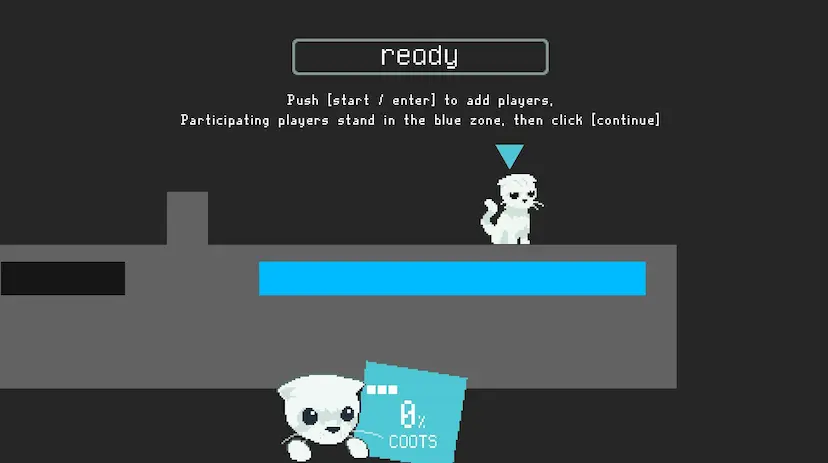 ready
Push [start / enter] to add players,
Participating players stand in the blue zone, then click [continue]
0%
COOTS